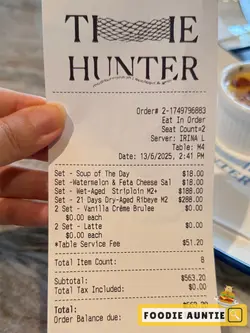 HUNTER
Order# 2-1749796883
Eat In Order
Seat Count=2
Server: IRINA L
Table: M4
Date: 13/6/2025, 2:41 PM
Set - Soup of The Day $18.00
Set -Watermelon & Feta Cheese Sal $18.00
Set - Wet-Aged Striploin M2+ $188.00
Set - 21 Days Dry-Aged Ribeye M2 $288.00
2 Set - Vanilla Crème Brulee $0.00
$0.00 each
2 Set - Latte $0.00
$0.00 each
*Table Service Fee $51.20
Total Item Count: 8
Subtotal: $563.20
Total Tax Included: $0.00
Total:
Order Balance due:
FOODIE AUNTIE